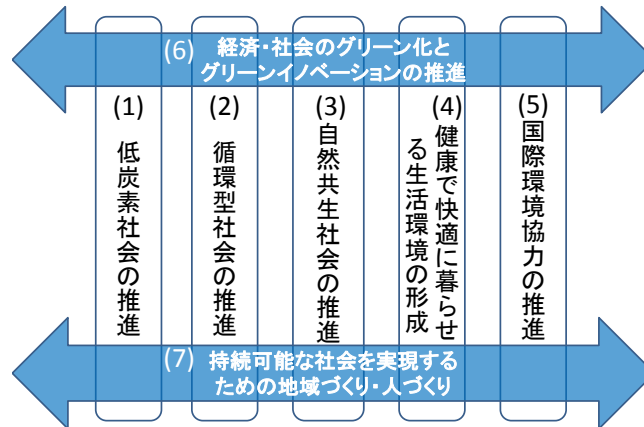 (6) 経済・社会のグリーン化と
グリーンイノベーションの推進
(1)
低炭素社会の推進
(2)
循環型社会の推進
(3)
自然共生社会の推進
(4)
健康で快適に暮らせ
る生活環境の形成
(5)
国際環境協力の推進
(7) 持続可能な社会を実現する
ための地域づくり・人づくり